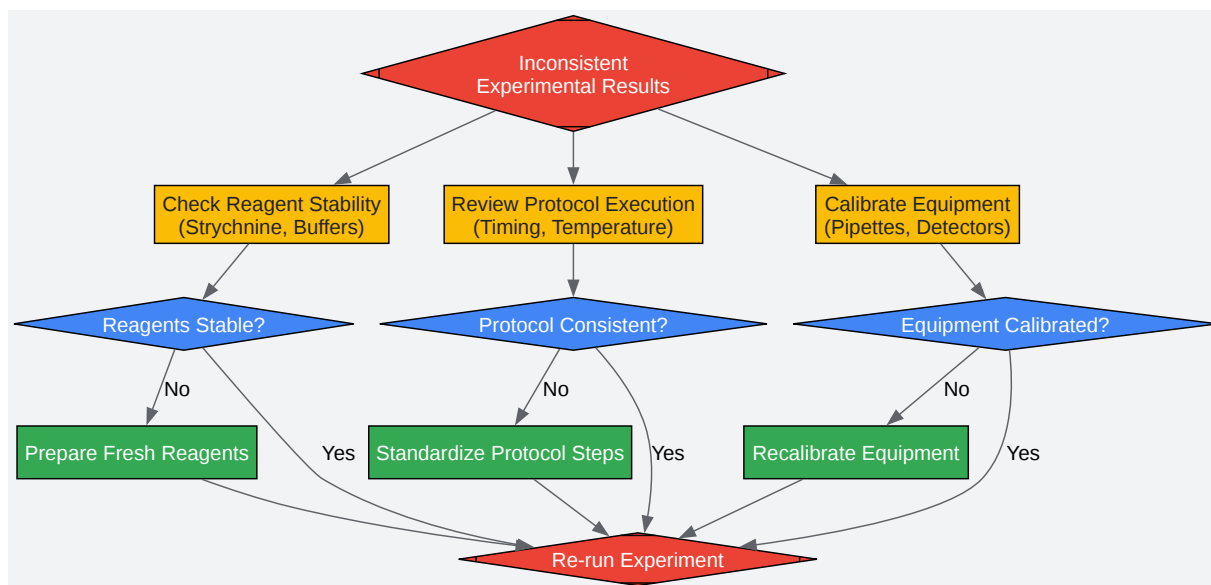 Inconsistent
Experimental Results
Check Reagent Stability
(Strychnine, Buffers)
Review Protocol Execution
(Timing, Temperature)
Calibrate Equipment
(Pipettes, Detectors)
Reagents Stable?
Protocol Consistent?
Equipment Calibrated?
No
No
No
Prepare Fresh Reagents
Yes
Standardize Protocol Steps
Yes
Recalibrate Equipment
Yes
Re-run Experiment